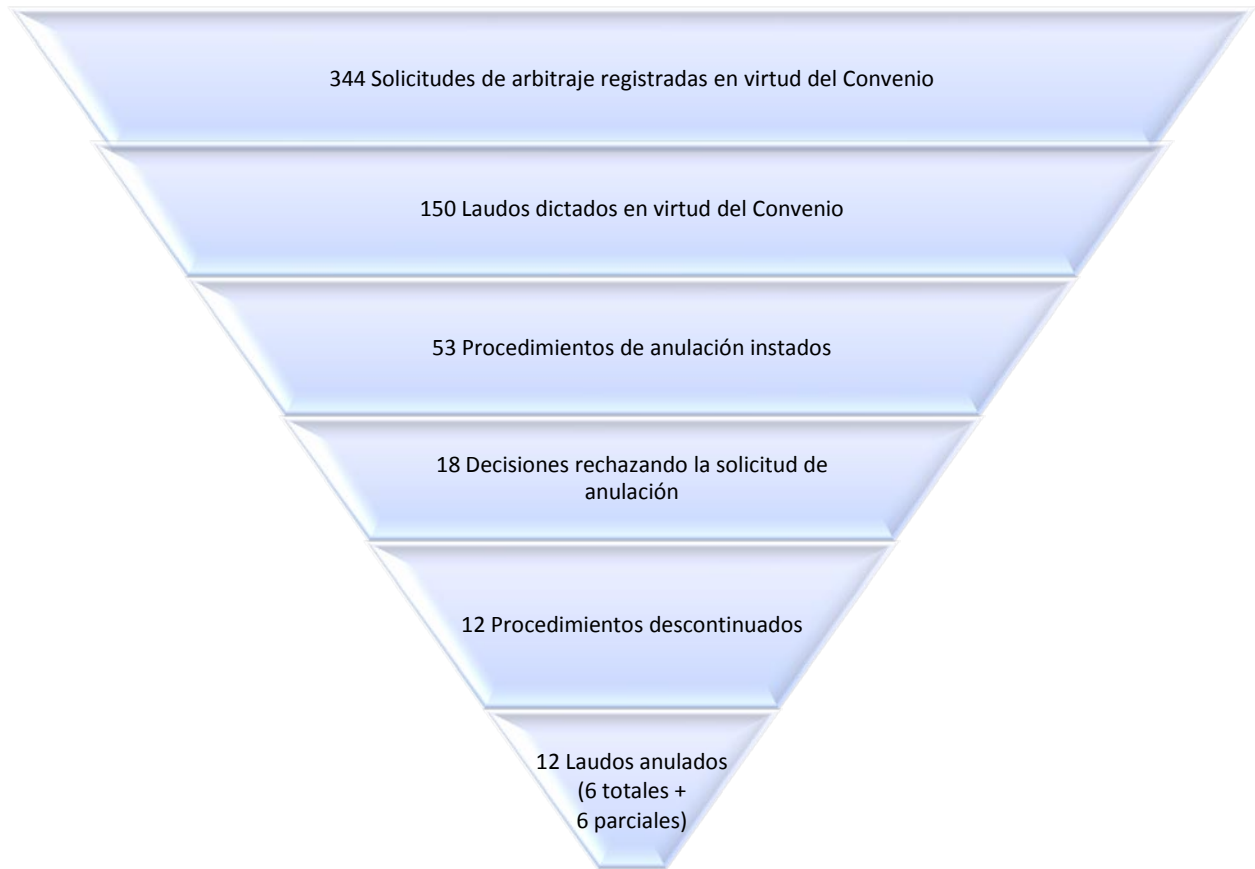 344 Solicitudes de arbitraje registradas en virtud del Convenio
150 Laudos dictados en virtud del Convenio
53 Procedimientos de anulación instados
18 Decisiones rechazando la solicitud de
anulación
12 Procedimientos descontinuados
12 Laudos anulados
(6 totales +
6 parciales)